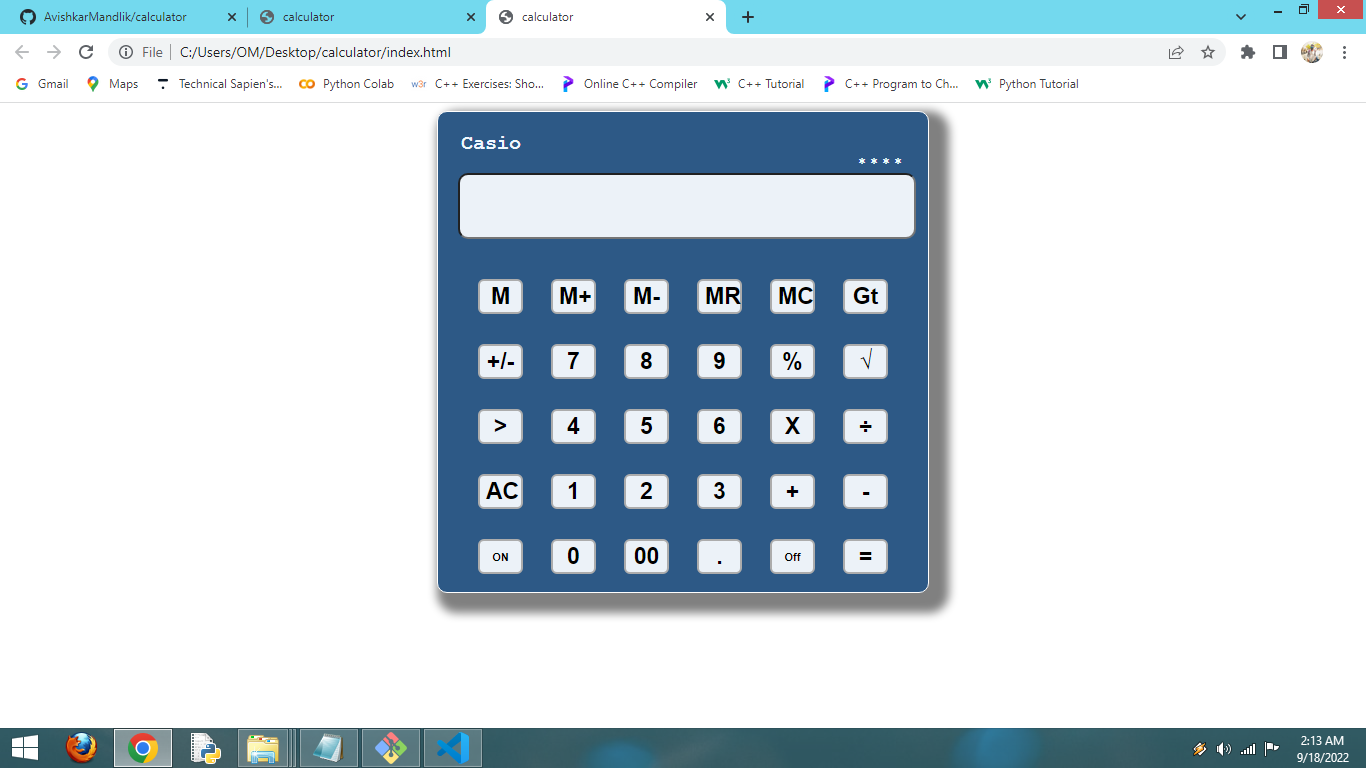 AvishkarMandlik/calculator calculator calculator
File C:/Users/OM/Desktop/calculator/index.html
Gmail Maps Technical Sapien's... Python Colab w3r C++ Exercises: Sho... Online C++ Compiler C++ Tutorial C++ Program to Ch... Python Tutorial
Casio
****
M M+ M- MR MC Gt
+/- 7 8 9 % √
> 4 5 6 X ÷
AC 1 2 3 + -
ON 0 00 . Off =
2:13 AM
9/18/2022